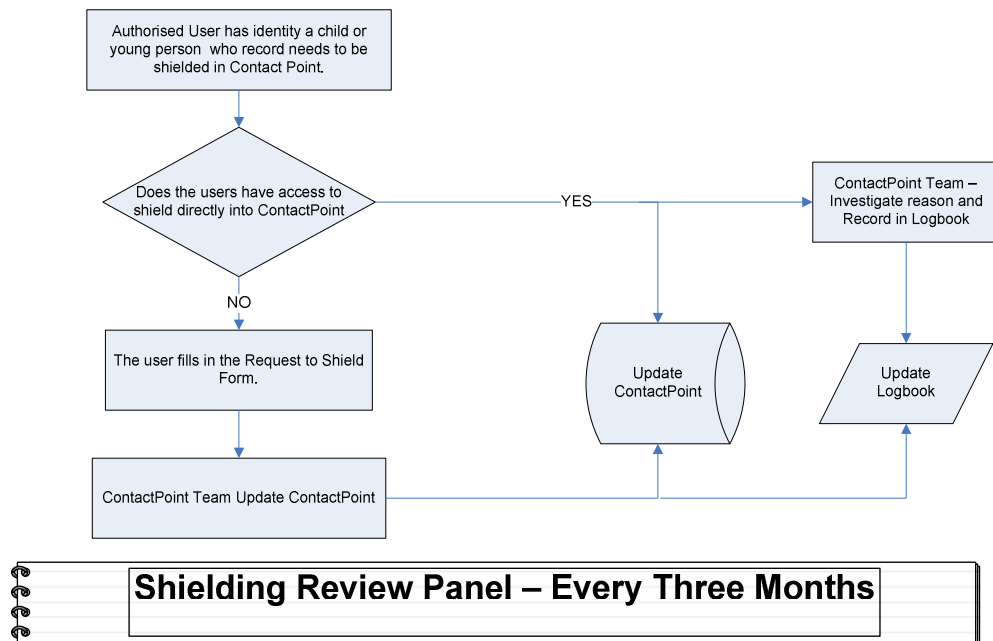 Authorised User has identity a child or
young person who record needs to be
shielded in Contact Point.
Does the users have access to
shield directly into ContactPoint
YES
ContactPoint Team –
Investigate reason and
Record in Logbook
NO
The user fills in the Request to Shield
Form.
Update
ContactPoint
Update
Logbook
ContactPoint Team Update ContactPoint
Shielding Review Panel – Every Three Months